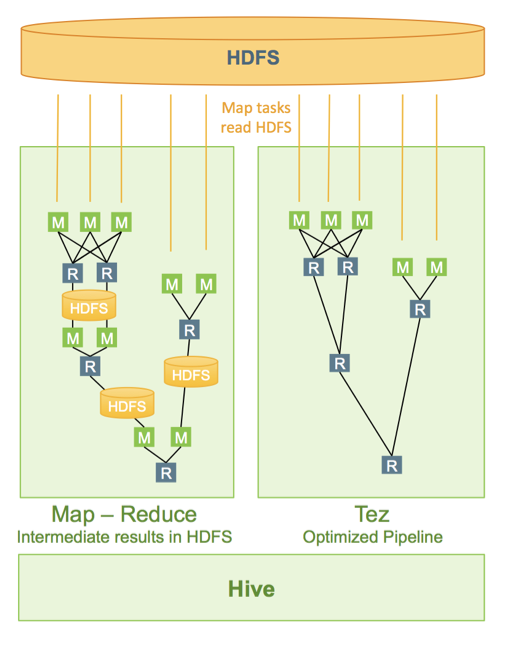 HDFS
Map tasks
read HDFS
M M M
R R
HDFS
M M
R
HDFS
M M
R
HDFS
M M
R
M M M
R R
M M
R
R
R
Map – Reduce
Intermediate results in HDFS
Tez
Optimized Pipeline
Hive